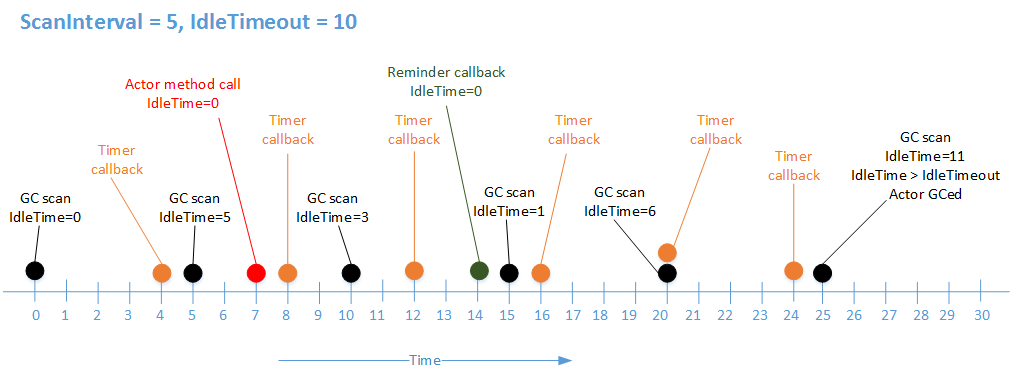 ScanInterval = 5, IdleTimeout = 10
Actor method call
IdleTime=0
Reminder callback
IdleTime=0
Timer
callback
Timer
callback
Timer
callback
Timer
callback
Timer
callback
Timer
callback
GC scan
IdleTime=11
IdleTime > IdleTimeout
Actor GCed
GC scan
IdleTime=0
GC scan
IdleTime=5
GC scan
IdleTime=3
GC scan
IdleTime=1
GC scan
IdleTime=6
0 1 2 3 4 5 6 7 8 9 10 11 12 13 14 15 16 17 18 19 20 21 22 23 24 25 26 27 28 29 30
Time